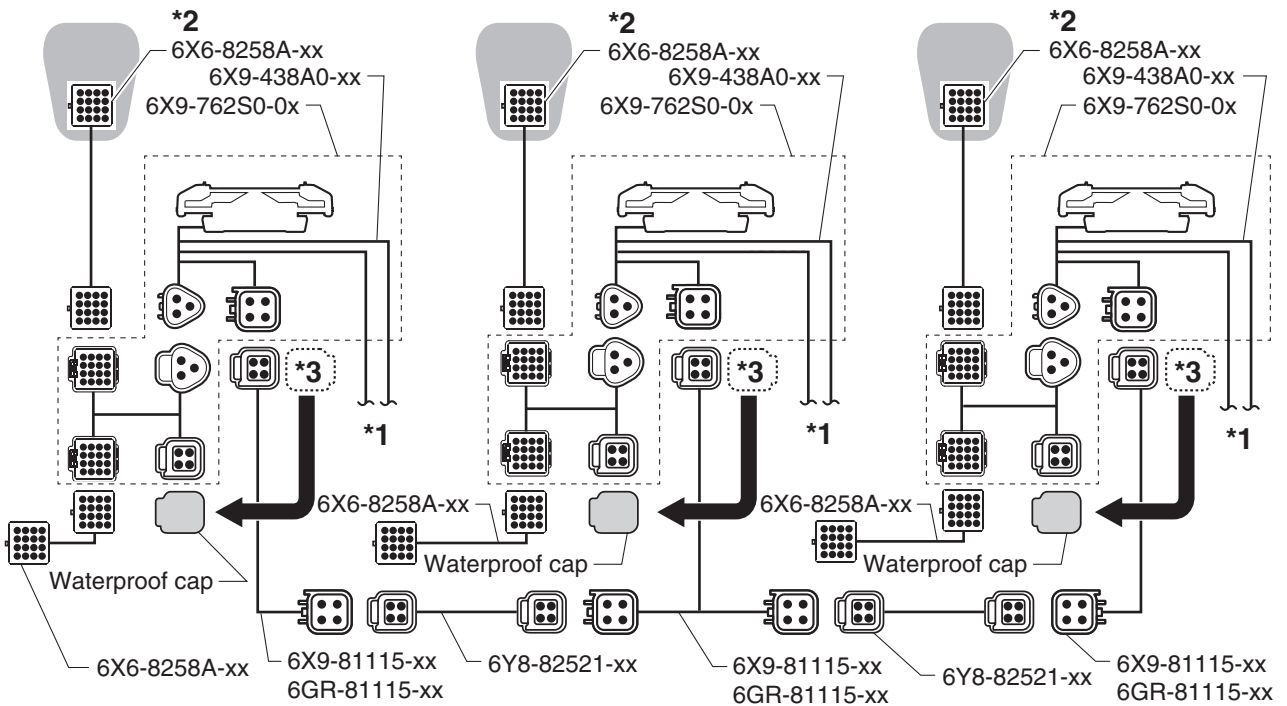 *2
6X6-8258A-xx
6X9-438A0-xx
6X9-762S0-0x
*3
*1
Waterproof cap
6X6-8258A-xx
6X9-81115-xx
6GR-81115-xx
*2
6X6-8258A-xx
6X9-438A0-xx
6X9-762S0-0x
*3
*1
6X6-8258A-xx
Waterproof cap
6Y8-82521-xx
6X9-81115-xx
6GR-81115-xx
*2
6X6-8258A-xx
6X9-438A0-xx
6X9-762S0-0x
*3
*1
6X6-8258A-xx
Waterproof cap
6Y8-82521-xx
6X9-81115-xx
6GR-81115-xx